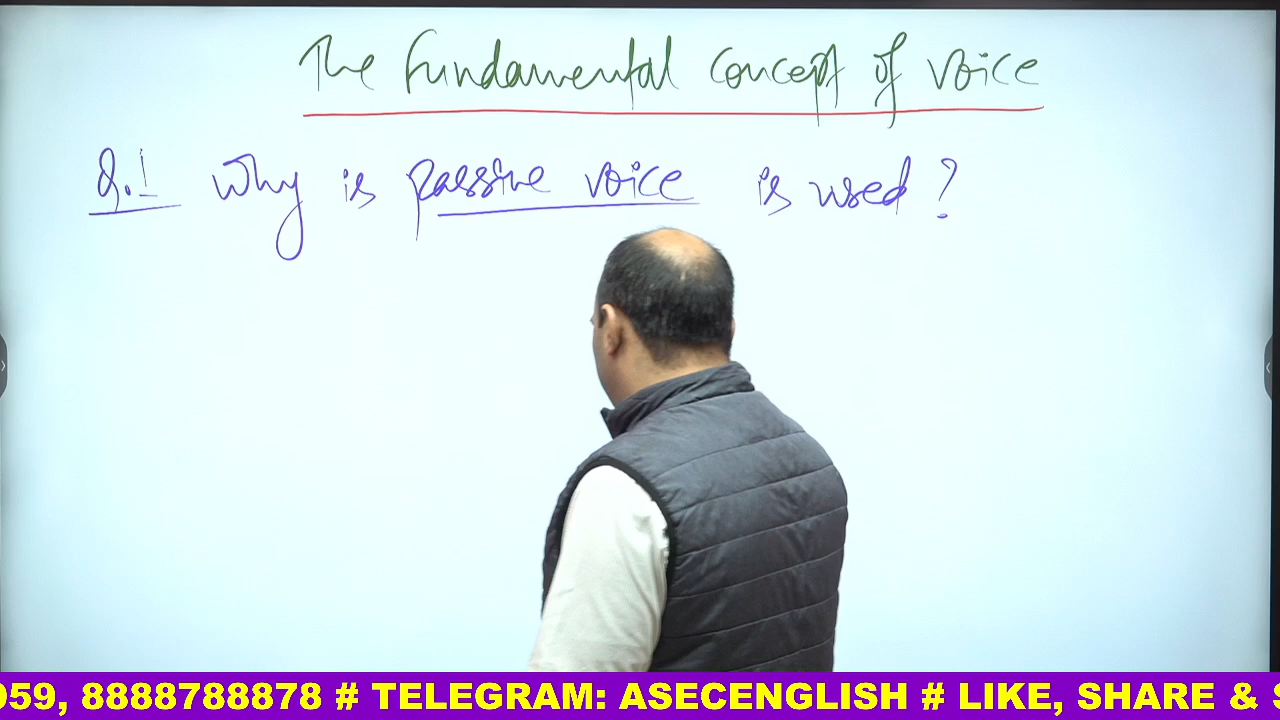 The Fundamental concept of voice
Q.1 Why is passive voice is used?
959, 8888788878 # TELEGRAM: ASECENGLISH # LIKE, SHARE &